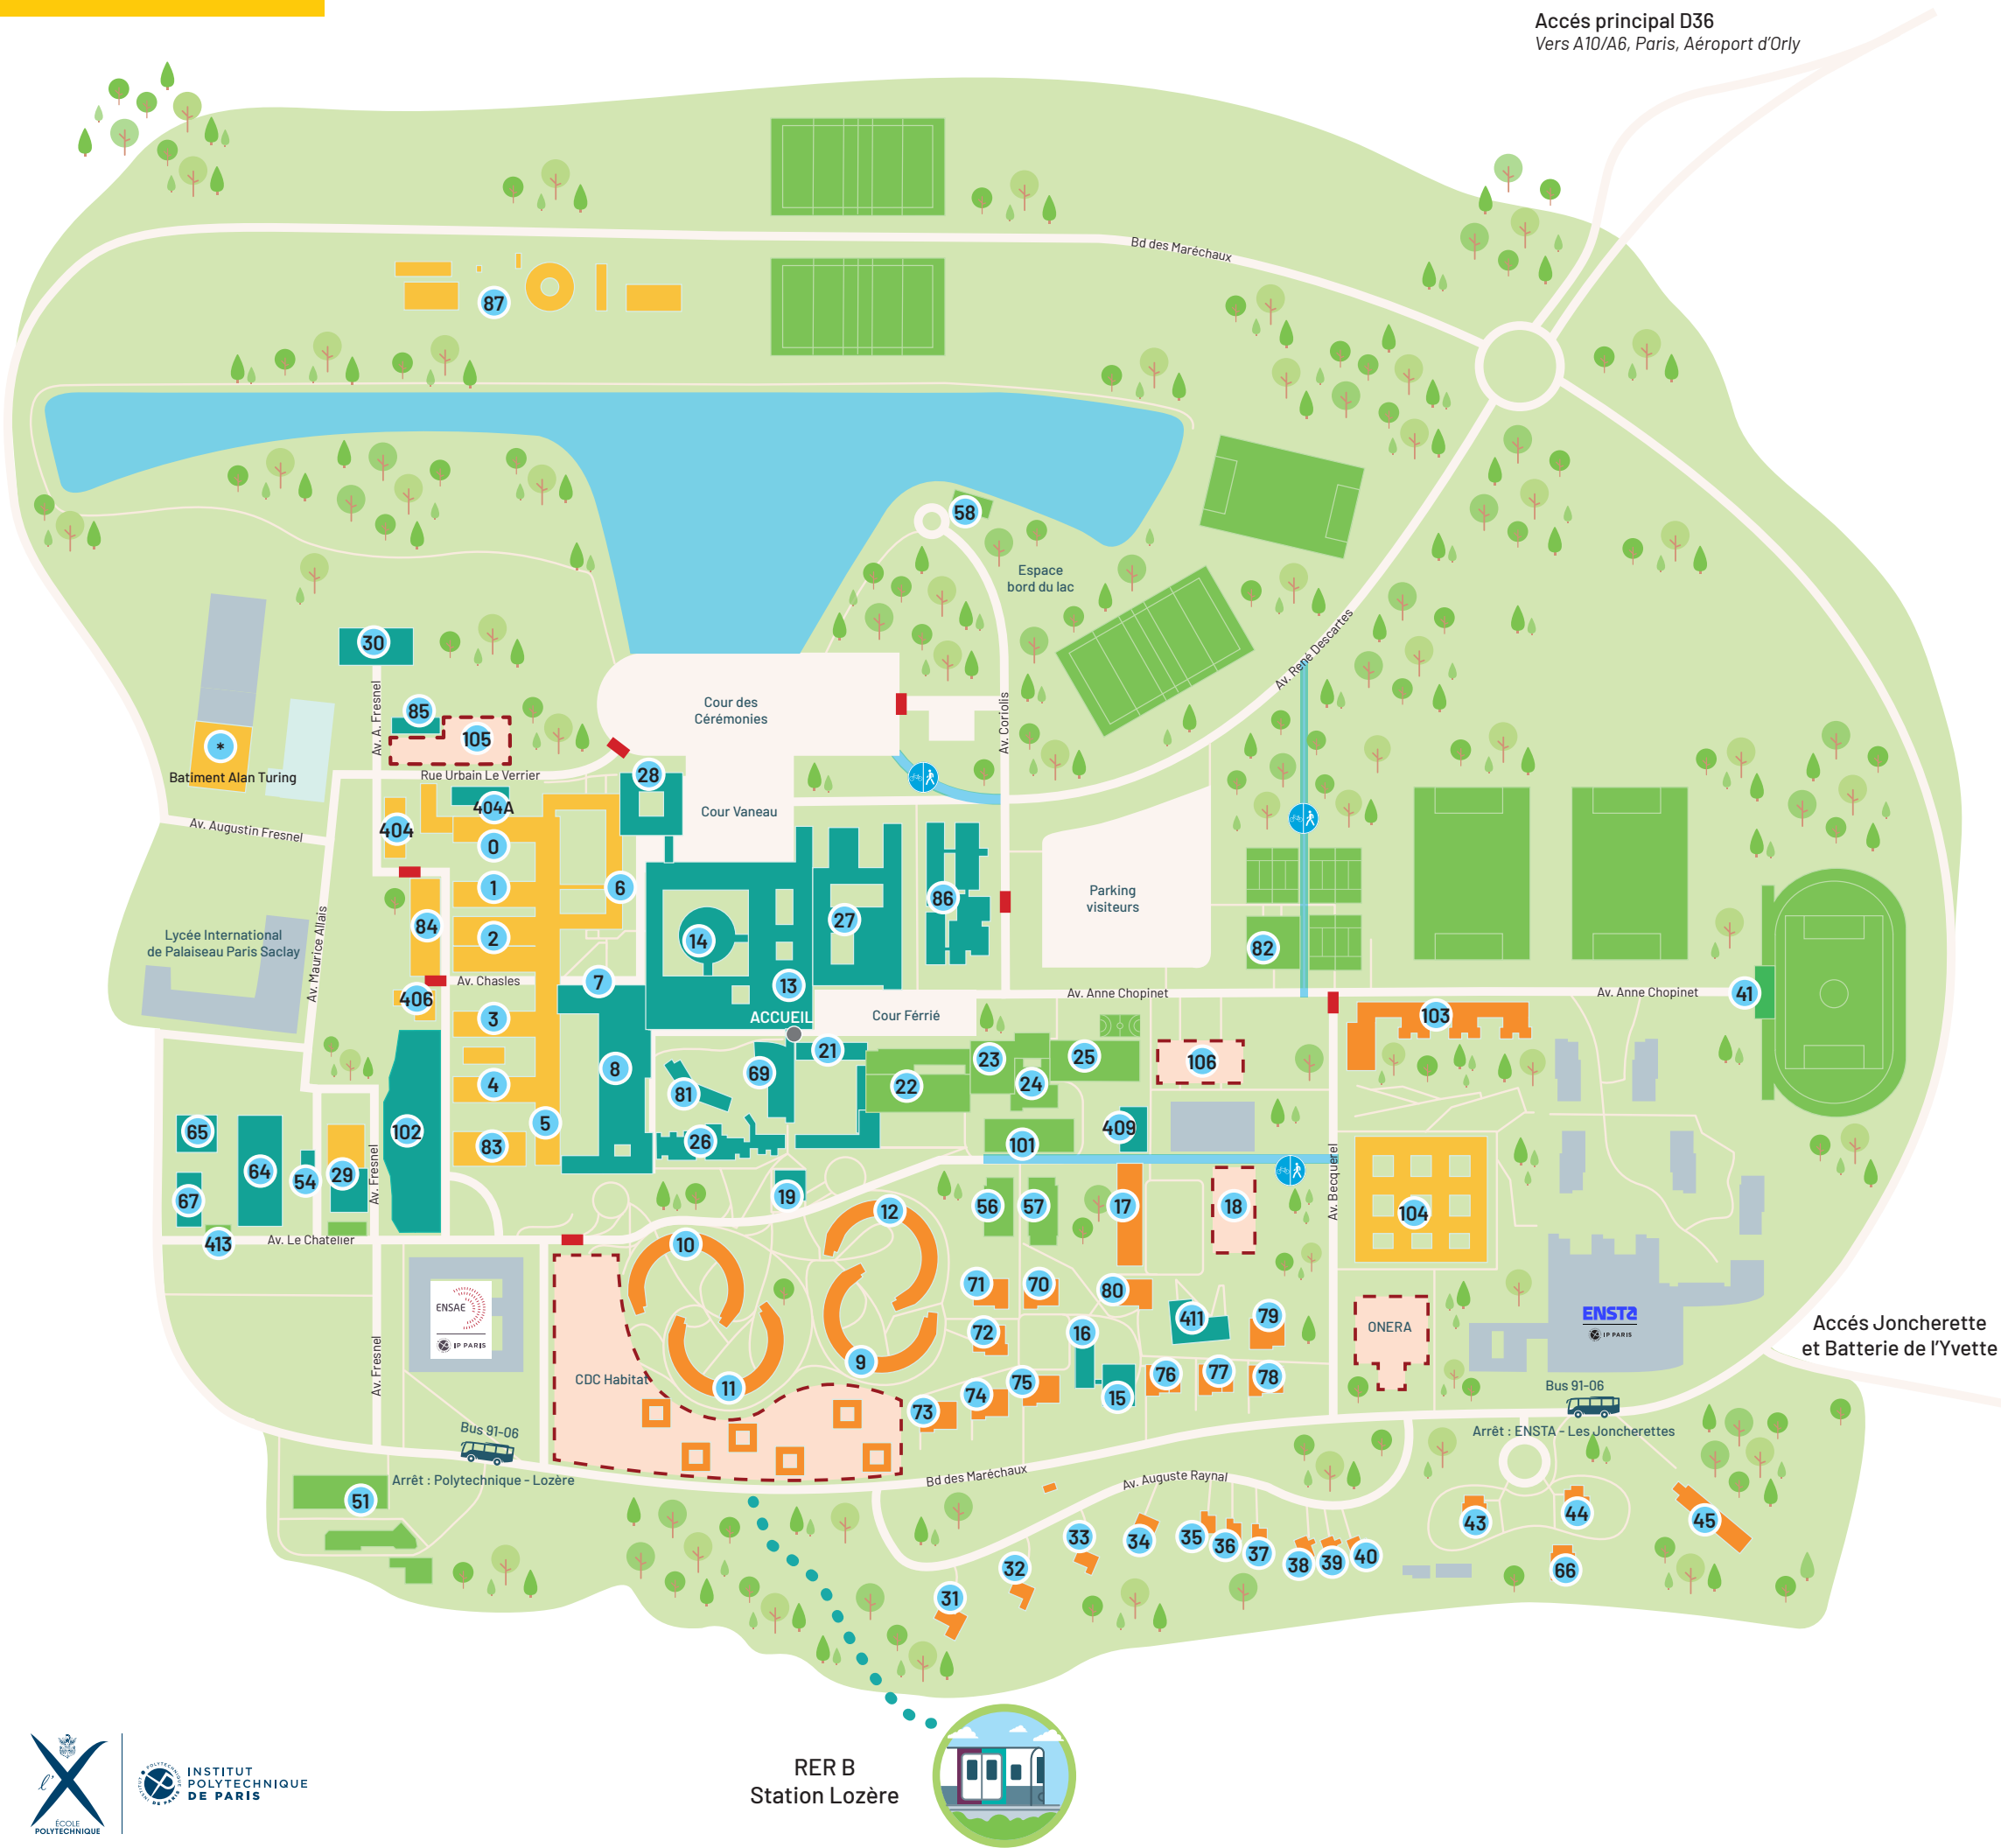 Accés principal D36
Vers A10/A6, Paris, Aéroport d'Orly
Bd des Maréchaux
87
58
Espace
bord du lac
Av. René Descartes
30
85
105
Av. A. Fresnel
Cour des
Cérémonies
Av. Coriolis
*
Batiment Alan Turing
Rue Urbain Le Verrier
28
404A
404
Cour Vaneau
Av. Augustin Fresnel
0
1
6
86
Parking
visiteurs
84
2
14
27
82
Lycée International
de Palaiseau Paris Saclay
Av. Maurice Allais
Av. Chasles
7
13
406
Av. Anne Chopinet
Av. Anne Chopinet
41
3
ACCUEIL
Cour Férrié
103
8
69
21
23
25
106
4
81
22
24
65
102
5
83
26
101
409
64
54
29
Av. Fresnel
67
19
12
56
57
17
18
Av. Becquerel
104
413
Av. Le Chatelier
10
71
70
80
411
79
ENSAE
IP PARIS
72
16
ONERA
ENSTA
IP PARIS
Accés Joncherette
et Batterie de l'Yvette
Av. Fresnel
CDC Habitat
11
9
75
76
77
78
74
15
73
Bus 91-06
Arrêt : ENSTA - Les Joncherettes
Bus 91-06
Arrêt : Polytechnique - Lozère
Bd des Maréchaux
Av. Auguste Raynal
51
43
44
45
33
34
35
36
37
38
39
40
66
32
31
RER B
Station Lozère
l'X
ÉCOLE
POLYTECHNIQUE
INSTITUT
POLYTECHNIQUE
DE PARIS